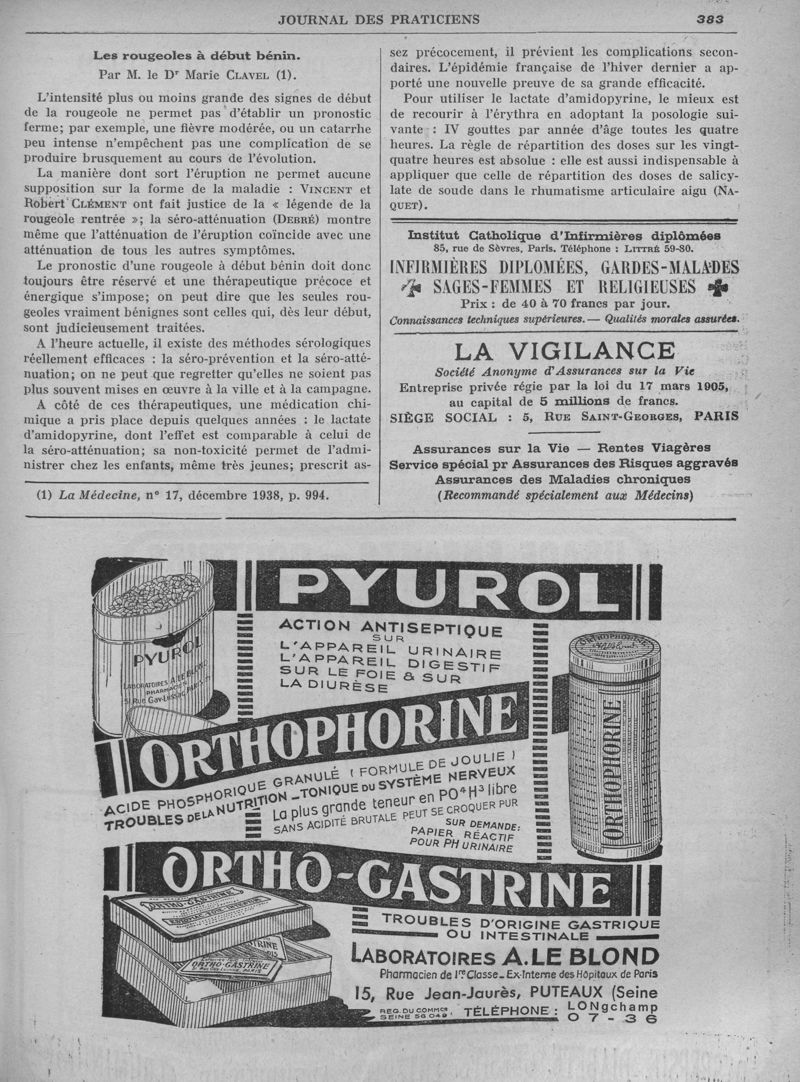 JOURNAL DES PRATICIENS 383
Les rougeoles à début bénin.
Par M. le Dr Marie CLAVEL (1).
L'intensité plus ou moins grande des signes de début
de la rougeole ne permet pas d'établir un pronostic
ferme; par exemple, une fièvre modérée, ou un catarrhe
peu intense n'empêchent pas une complication de se
produire brusquement au cours de l'évolution.
La manière dont sort l'éruption ne permet aucune
supposition sur la forme de la maladie : VINCENT et
Robert CLÉMENT ont fait justice de la « légende de la
rougeole rentrée »; la séro-atténuation (DEBRÉ) montre
même que l'atténuation de l'éruption coïncide avec une
atténuation de tous les autres symptômes.
Le pronostic d'une rougeole à début bénin doit donc
toujours être réservé et une thérapeutique précoce et
énergique s'impose; on peut dire que les seules rou-
geoles vraiment bénignes sont celles qui, dès leur début,
sont judicieusement traitées.
A l'heure actuelle, il existe des méthodes sérologiques
réellement efficaces : la séro-prévention et la séro-atté-
nuation; on ne peut que regretter qu'elles ne soient pas
plus souvent mises en œuvre à la ville et à la campagne.
A côté de ces thérapeutiques, une médication chi-
mique a pris place depuis quelques années : le lactate
d'amidopyrine, dont l'effet est comparable à celui de
la séro-atténuation; sa non-toxicité permet de l'admi-
nistrer chez les enfants, même très jeunes; prescrit as-
(1) La Médecine, n° 17, décembre 1938, p. 994.
sez précocement, il prévient les complications secon-
daires. L'épidémie française de l'hiver dernier a ap-
porté une nouvelle preuve de sa grande efficacité.
Pour utiliser le lactate d'amidopyrine, le mieux est
de recourir à l'érythra en adoptant la posologie sui-
vante : IV gouttes par année d'âge toutes les quatre
heures. La règle de répartition des doses sur les vingt-
quatre heures est absolue : elle est aussi indispensable à
appliquer que celle de répartition des doses de salicy-
late de soude dans le rhumatisme articulaire aigu (NA-
QUET).
Institut Catholique d'Infirmières diplômées
85, rue de Sèvres, Paris. Téléphone : LITTRÉ 59-80.
INFIRMIÈRES DIPLOMÉES, GARDES-MALADES
SAGES-FEMMES ET RELIGIEUSES
Prix : de 40 à 70 francs par jour.
Connaissances techniques supérieures. — Qualités morales assurées.
LA VIGILANCE
Société Anonyme d'Assurances sur la Vie
Entreprise privée régie par la loi du 17 mars 1905,
au capital de 5 millions de francs.
SIÈGE SOCIAL : 5, RUE SAINT-GEORGES, PARIS
Assurances sur la Vie — Rentes Viagères
Service spécial pr Assurances des Risques aggravés
Assurances des Maladies chroniques
(Recommandé spécialement aux Médecins)
PYUROL
ACTION ANTISEPTIQUE
SUR
L'APPAREIL URINAIRE
L'APPAREIL DIGESTIF
SUR LE FOIE & SUR
LA DIURÈSE
PYUROL
LABORATOIRES A. LE BLOND
PHARMACIEN
ORTHOPHORINE
ORTHOPHORINE
ORTHOPHORINE
ACIDE PHOSPHORIQUE GRANULÉ (FORMULE DE JOULIE)
TROUBLES DE LA NUTRITION _ TONIQUE DU SYSTÈME NERVEUX
La plus grande teneur en PO4 H3 libre
SANS ACIDITÉ BRUTALE PEUT SE CROQUER PUR
SUR DEMANDE:
PAPIER RÉACTIF
POUR PH URINAIRE
ORTHO-GASTRINE
ORTHO-GASTRINE
ORTHO-GASTRINE
TROUBLES D'ORIGINE GASTRIQUE
OU INTESTINALE
LABORATOIRES A. LE BLOND
Pharmacien de 1re Classe _ Ex-Interne des Hôpitaux de Paris
15, Rue Jean-Jaurès, PUTEAUX (Seine
REG. DU COMMce SEINE 56.049. TÉLÉPHONE : LONgchamp
07-36